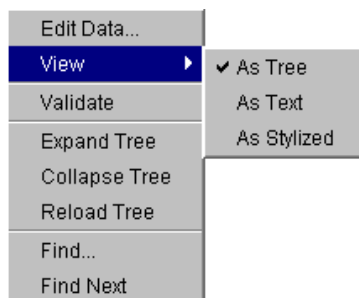 Edit Data...
View
As Tree
As Text
As Stylized
Validate
Expand Tree
Collapse Tree
Reload Tree
Find...
Find Next